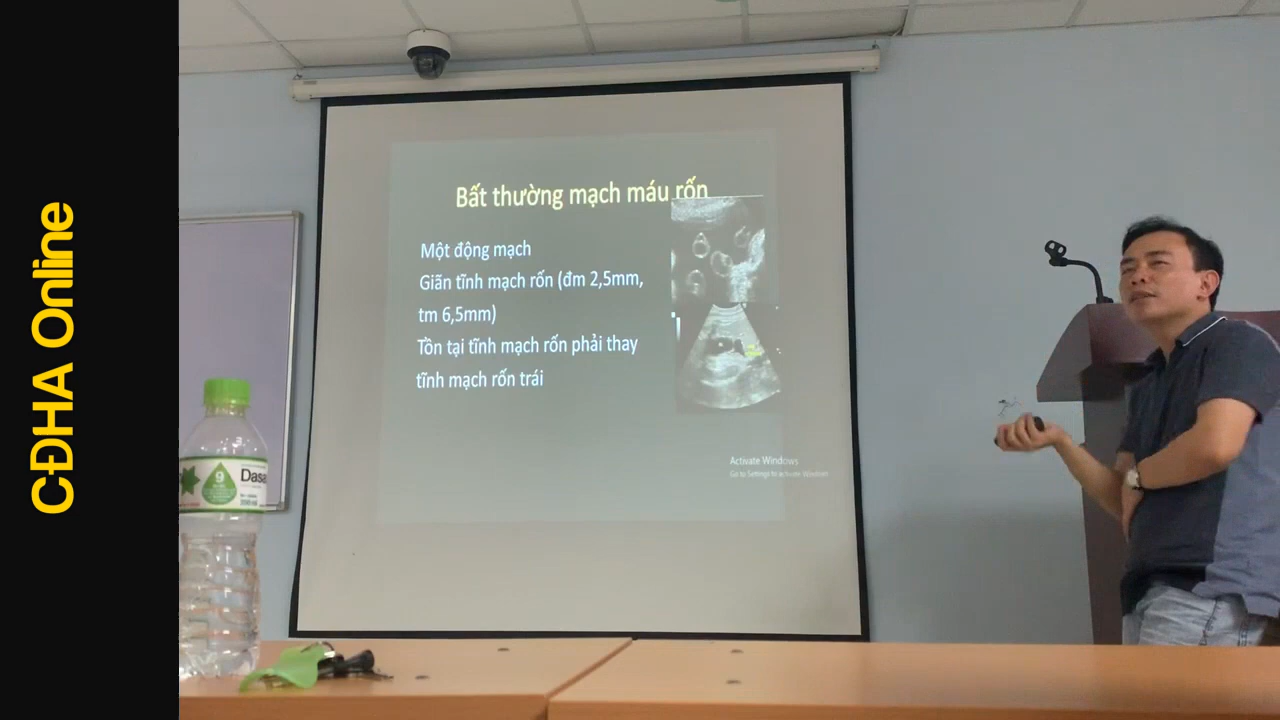 CĐHA Online
Bất thường mạch máu rốn
Một động mạch
Giãn tĩnh mạch rốn (đm 2,5mm,
tm 6,5mm)
Tồn tại tĩnh mạch rốn phải thay
tĩnh mạch rốn trái
Activate Windows
Go to Settings to activate Windows
9
Dasa